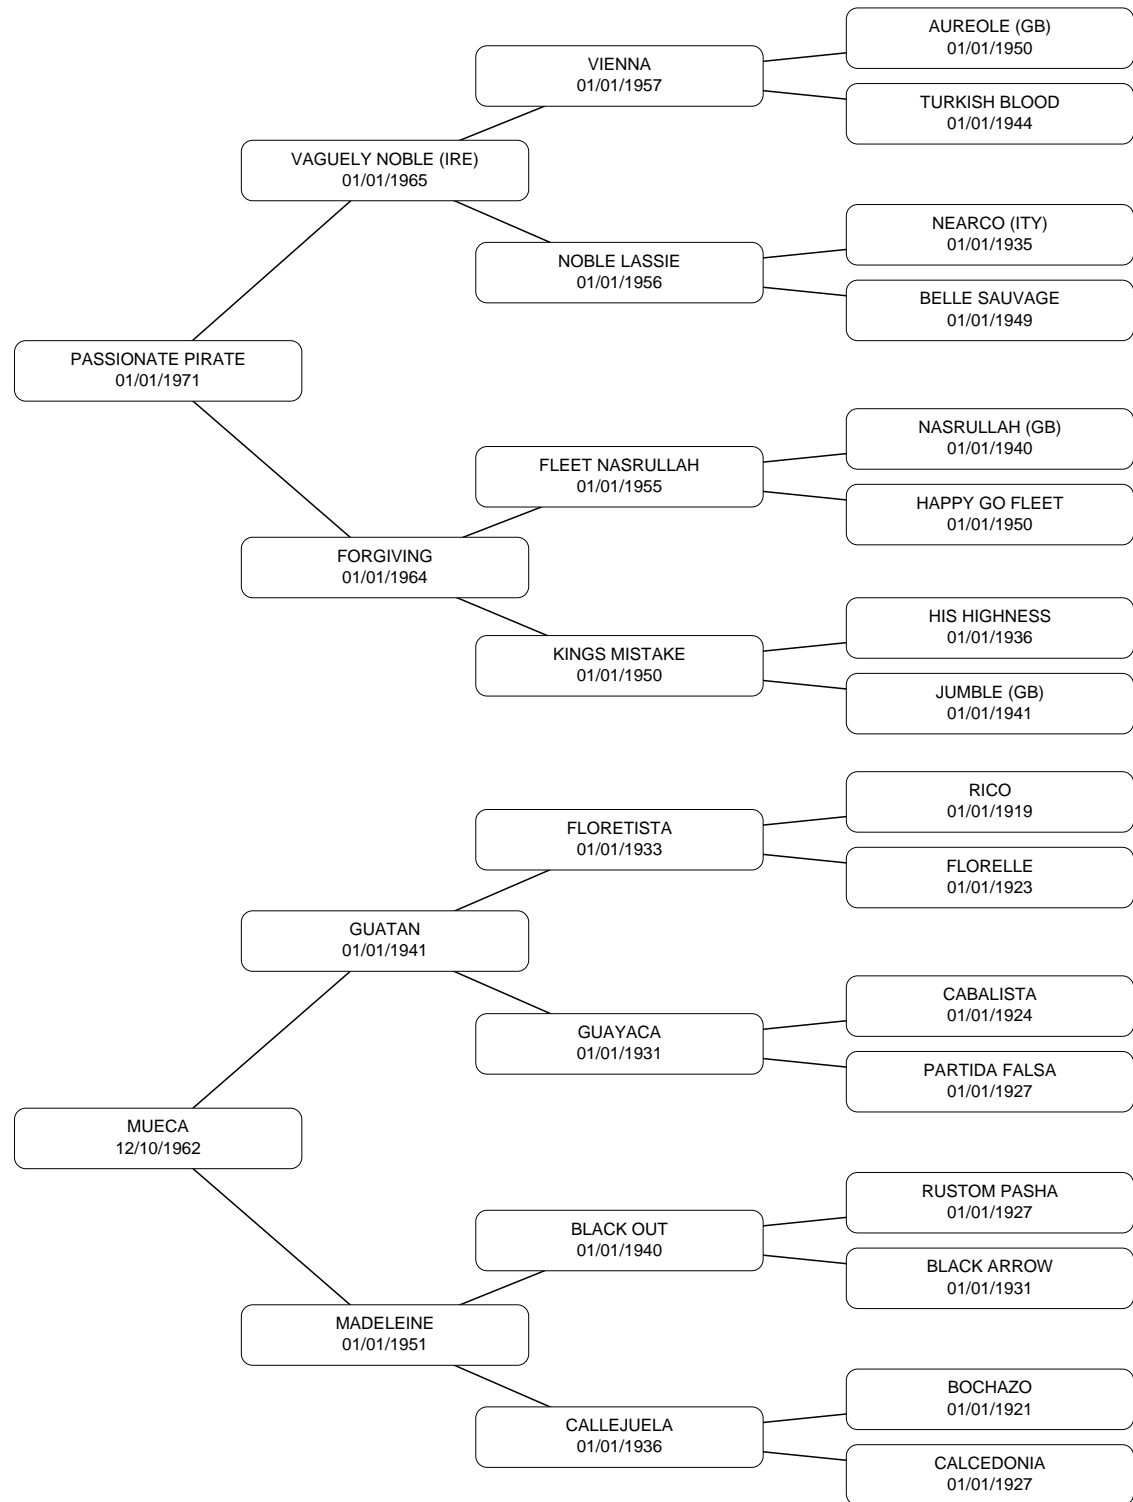 AUREOLE (GB)
01/01/1950
VIENNA
01/01/1957
TURKISH BLOOD
01/01/1944
VAGUELY NOBLE (IRE)
01/01/1965
NEARCO (ITY)
01/01/1935
NOBLE LASSIE
01/01/1956
BELLE SAUVAGE
01/01/1949
PASSIONATE PIRATE
01/01/1971
NASRULLAH (GB)
01/01/1940
FLEET NASRULLAH
01/01/1955
HAPPY GO FLEET
01/01/1950
FORGIVING
01/01/1964
HIS HIGHNESS
01/01/1936
KINGS MISTAKE
01/01/1950
JUMBLE (GB)
01/01/1941
RICO
01/01/1919
FLORETISTA
01/01/1933
FLORELLE
01/01/1923
GUATAN
01/01/1941
CABALISTA
01/01/1924
GUAYACA
01/01/1931
PARTIDA FALSA
01/01/1927
MUECA
12/10/1962
RUSTOM PASHA
01/01/1927
BLACK OUT
01/01/1940
BLACK ARROW
01/01/1931
MADELEINE
01/01/1951
BOCHAZO
01/01/1921
CALLEJUELA
01/01/1936
CALCEDONIA
01/01/1927